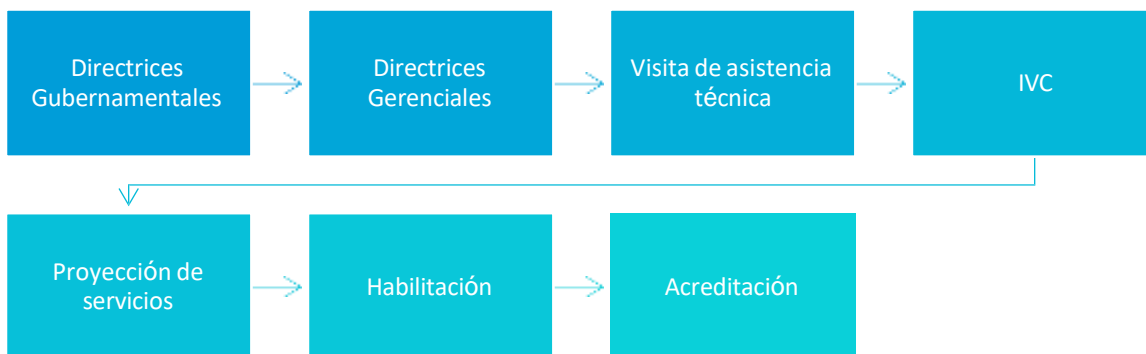 Directrices
Gubernamentales
Directrices
Gerenciales
Visita de asistencia
técnica
IVC
Proyección de
servicios
Habilitación
Acreditación